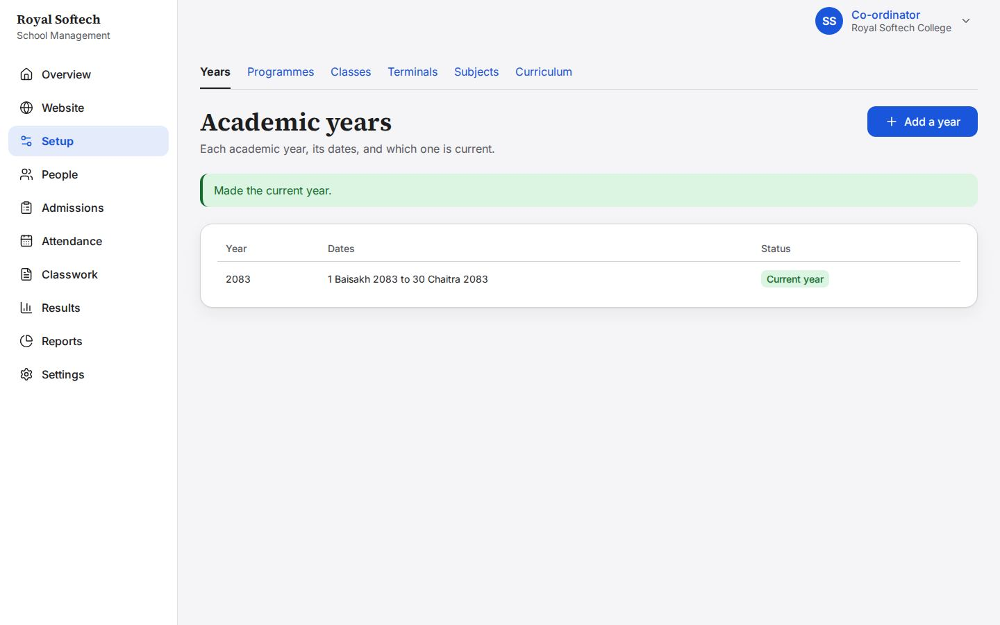 Royal Softech
School Management
Overview
Website
Setup
People
Admissions
Attendance
Classwork
Results
Reports
Settings
SS
Co-ordinator
Royal Softech College
Years Programmes Classes Terminals Subjects Curriculum
Academic years
Each academic year, its dates, and which one is current.
Add a year
Made the current year.
Year Dates Status
2083 1 Baisakh 2083 to 30 Chaitra 2083 Current year